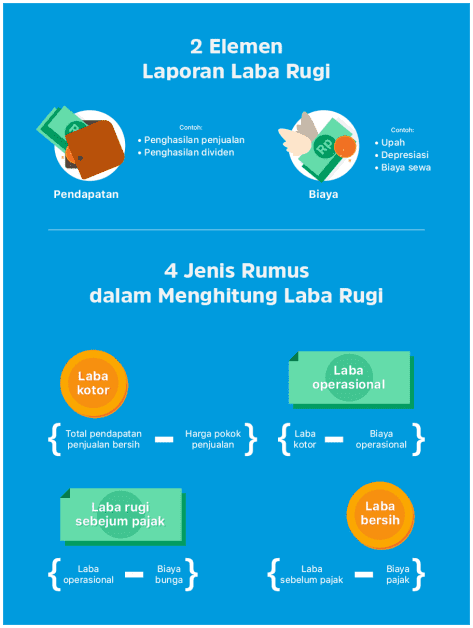 2 Elemen
Laporan Laba Rugi
Rp
Contoh:
• Penghasilan penjualan
• Penghasilan dividen
Pendapatan
Rp
Contoh:
• Upah
• Depresiasi
• Biaya sewa
Biaya
4 Jenis Rumus
dalam Menghitung Laba Rugi
Laba
kotor
{ Total pendapatan
penjualan bersih - Harga pokok
penjualan }
Laba
operasional
{ Laba
kotor - Biaya
operasional }
Laba rugi
sebejum pajak
{ Laba
operasional - Biaya
bunga }
Laba
bersih
{ Laba
sebelum pajak - Biaya
pajak }